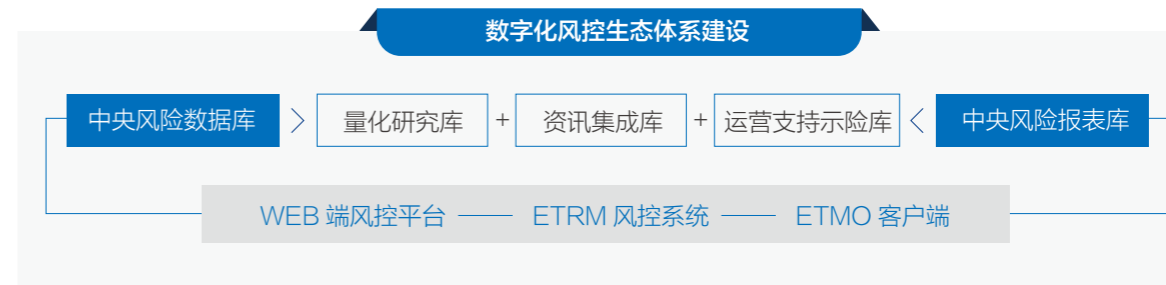 数字化风控生态体系建设
中央风险数据库 > 量化研究库 + 资讯集成库 + 运营支持示险库 < 中央风险报表库
WEB 端风控平台 —— ETRM 风控系统 —— ETMO 客户端